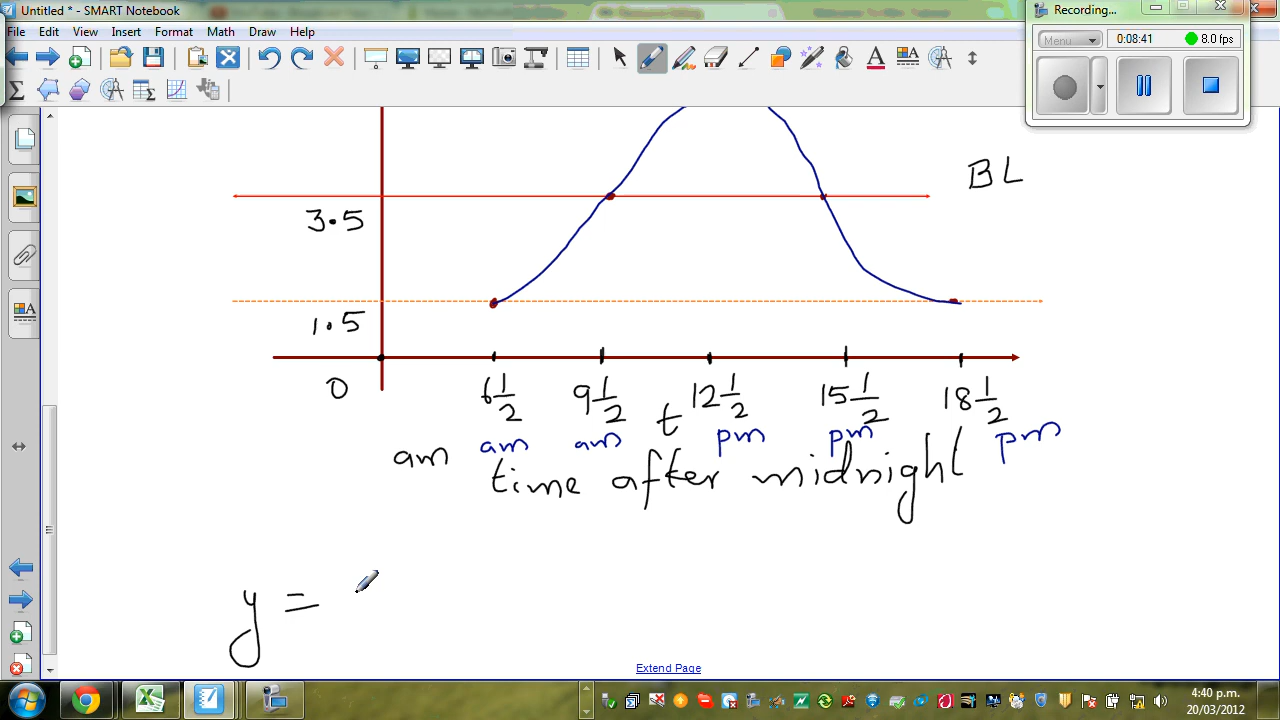 Untitled * - SMART Notebook
Recording...
File Edit View Insert Format Math Draw Help
Menu 0:08:41 8.0 fps
BL
3.5
1.5
0 6 1/2 9 1/2 t 12 1/2 15 1/2 18 1/2
am am am pm pm pm
time after midnight
y =
Extend Page
4:40 p.m.
20/03/2012